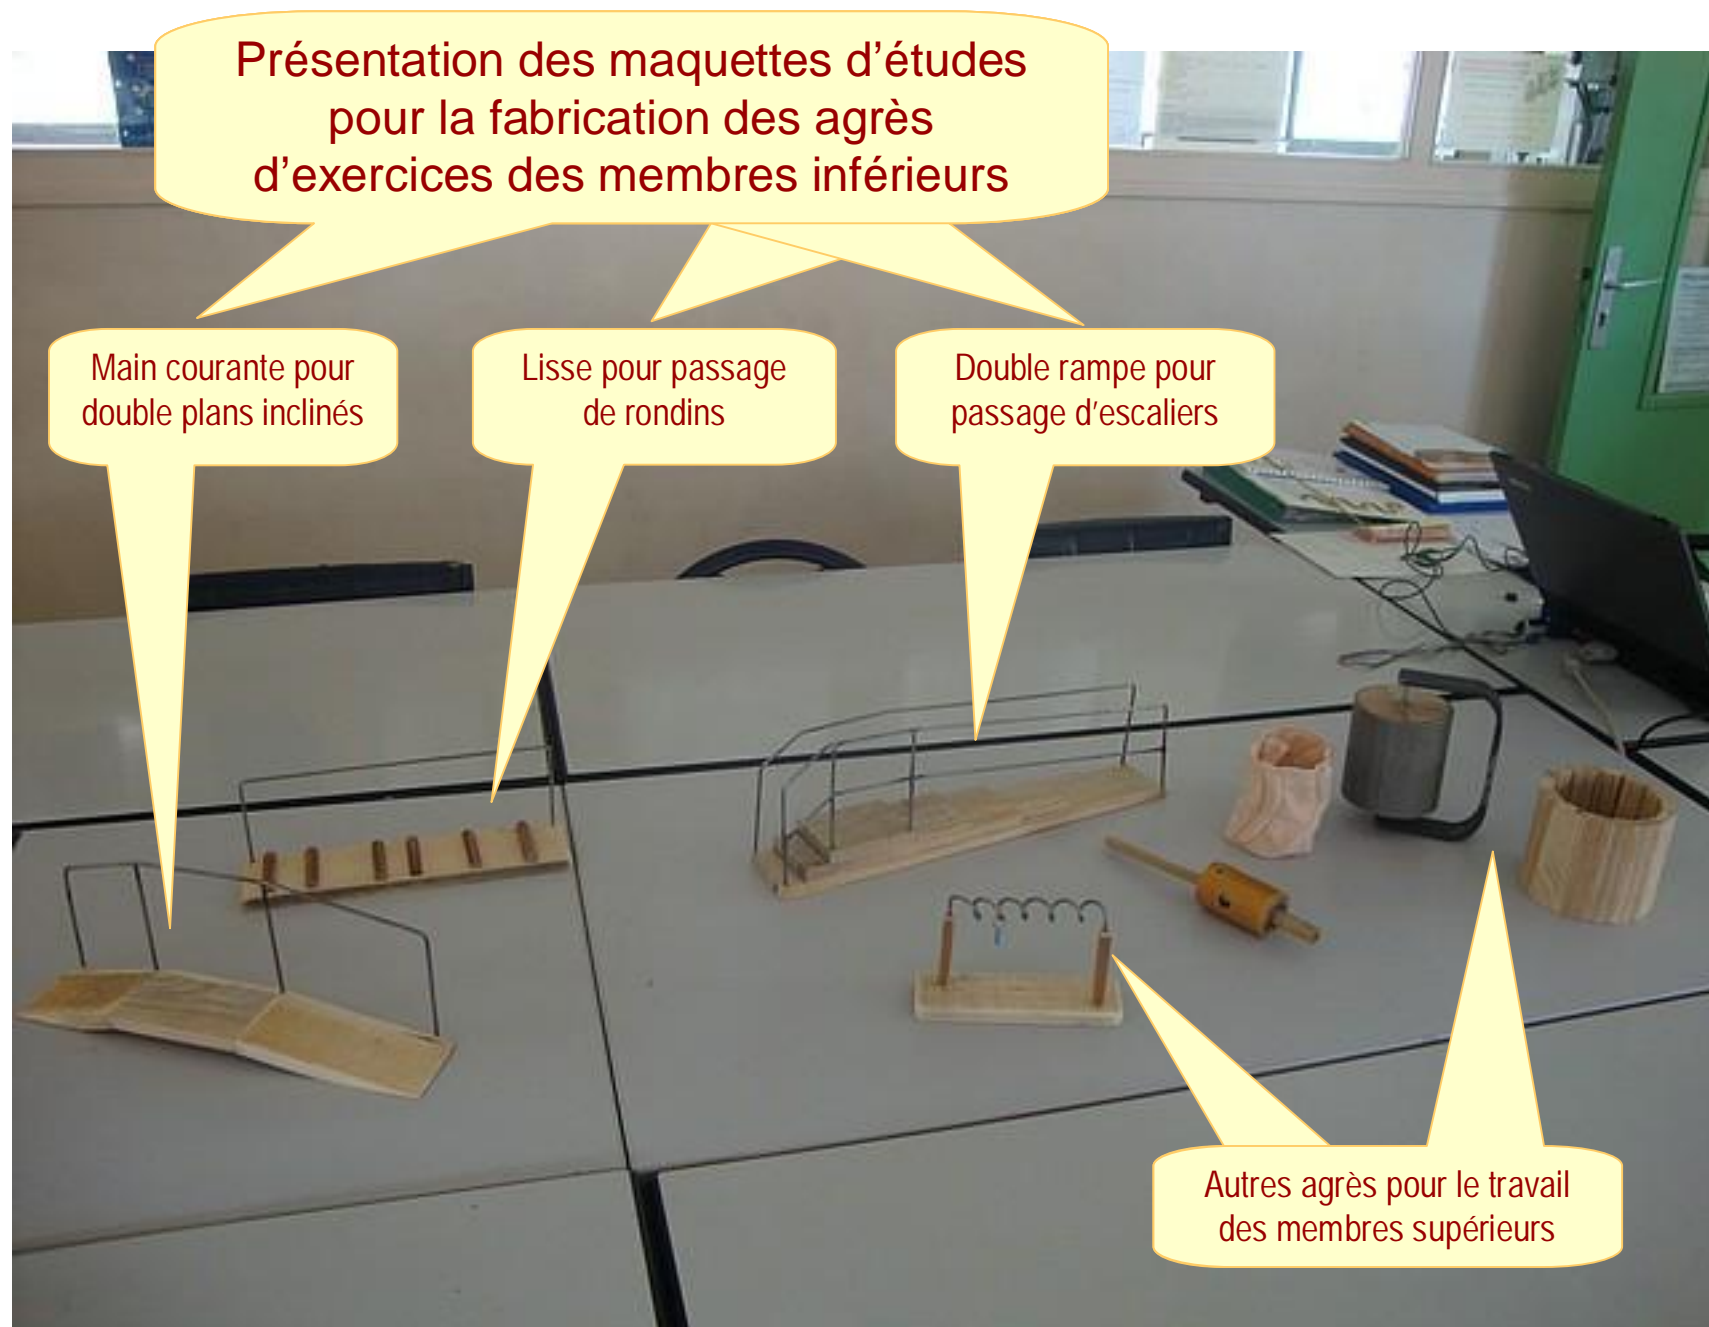 Présentation des maquettes d’études
pour la fabrication des agrès
d’exercices des membres inférieurs
Main courante pour
double plans inclinés
Lisse pour passage
de rondins
Double rampe pour
passage d’escaliers
Autres agrès pour le travail
des membres supérieurs